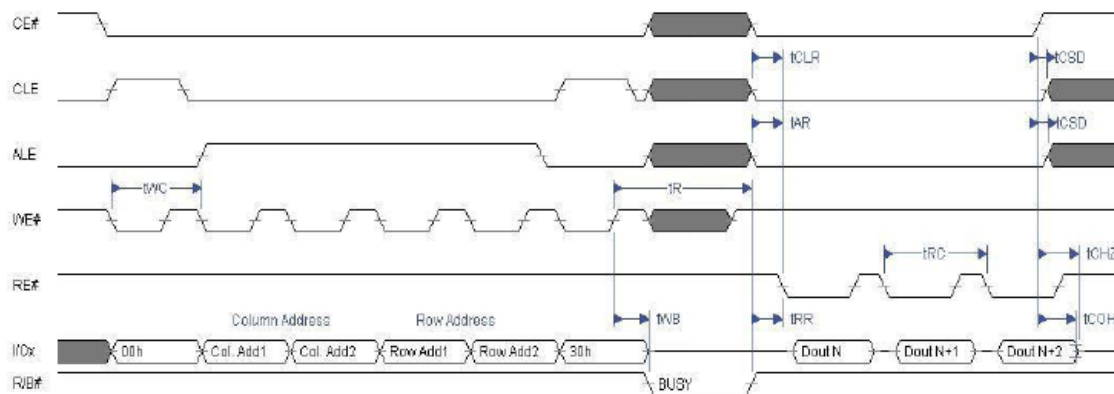 CE#
tCLR tCSD
CLE
tAR tCSD
ALE
tWC tR
WE#
tRC tCHZ
RE#
Column Address Row Address tWB tRR tCOH
I/Ox 00h Col. Add1 Col. Add2 Row Add1 Row Add2 30h Dout N Dout N+1 Dout N+2
R/B# BUSY